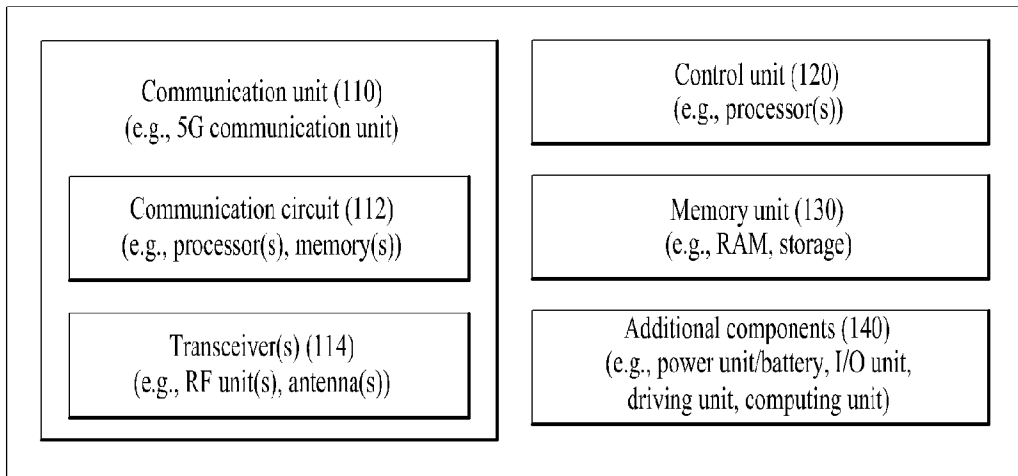 Communication unit (110)
(e.g., 5G communication unit)
Communication circuit (112)
(e.g., processor(s), memory(s))
Transceiver(s) (114)
(e.g., RF unit(s), antenna(s))
Control unit (120)
(e.g., processor(s))
Memory unit (130)
(e.g., RAM, storage)
Additional components (140)
(e.g., power unit/battery, I/O unit,
driving unit, computing unit)